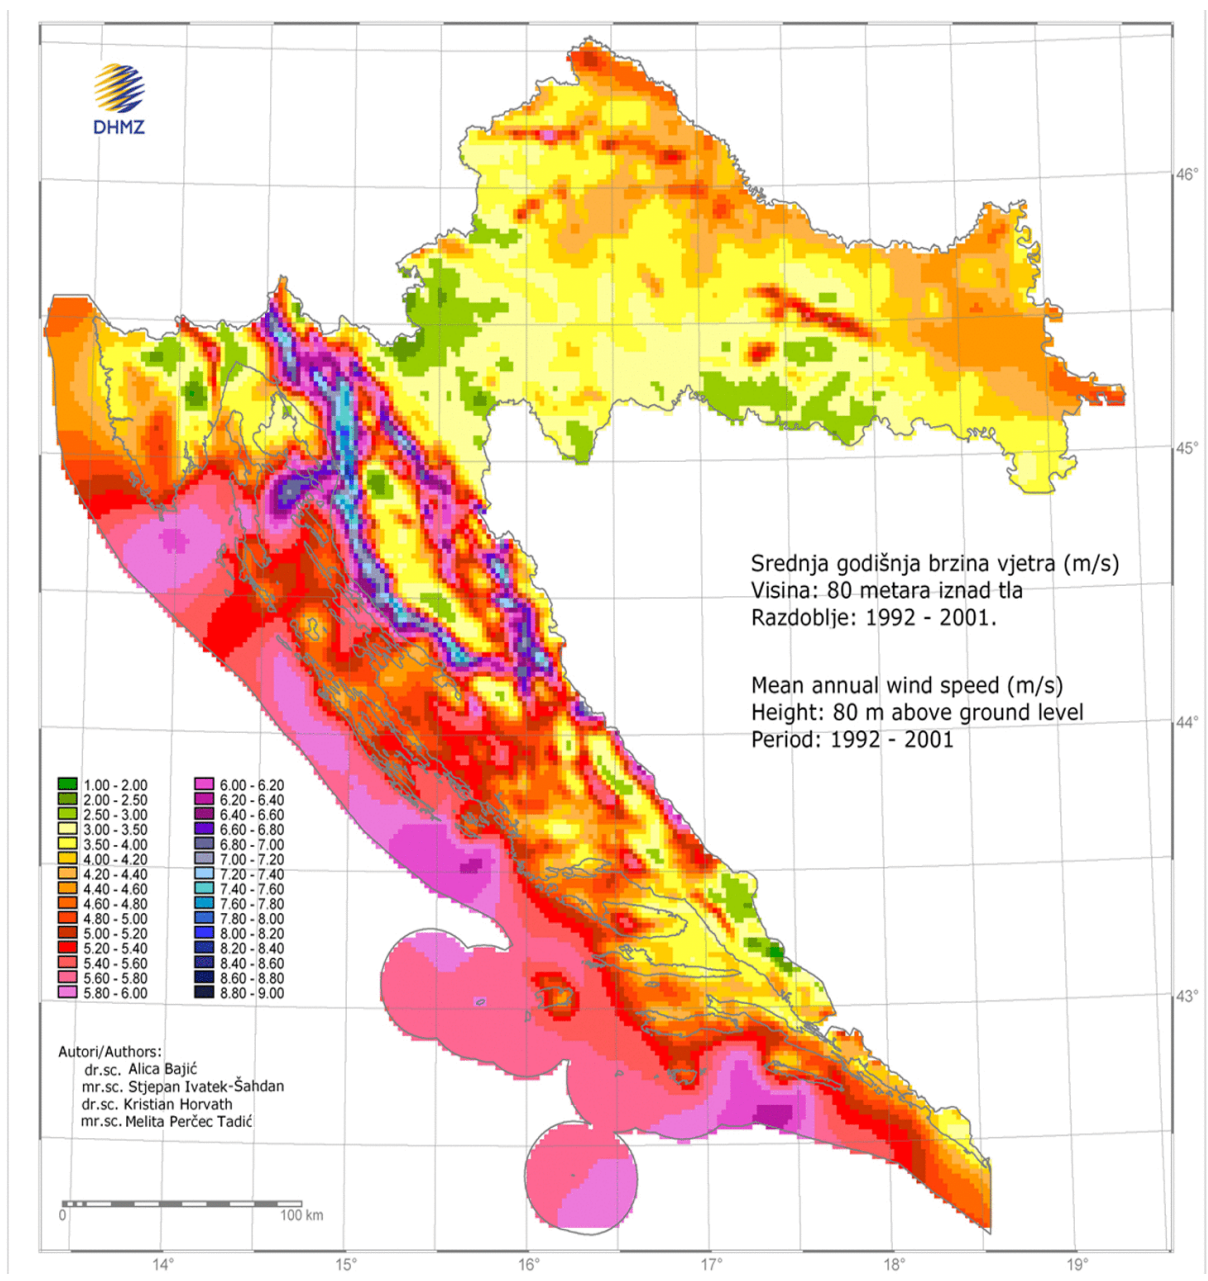 DHMZ
46°
45°
Srednja godišnja brzina vjetra (m/s)
Visina: 80 metara iznad tla
Razdoblje: 1992 - 2001.
Mean annual wind speed (m/s)
Height: 80 m above ground level
Period: 1992 - 2001
44°
1.00 - 2.00
2.00 - 2.50
2.50 - 3.00
3.00 - 3.50
3.50 - 4.00
4.00 - 4.20
4.20 - 4.40
4.40 - 4.60
4.60 - 4.80
4.80 - 5.00
5.00 - 5.20
5.20 - 5.40
5.40 - 5.60
5.60 - 5.80
5.80 - 6.00
6.00 - 6.20
6.20 - 6.40
6.40 - 6.60
6.60 - 6.80
6.80 - 7.00
7.00 - 7.20
7.20 - 7.40
7.40 - 7.60
7.60 - 7.80
7.80 - 8.00
8.00 - 8.20
8.20 - 8.40
8.40 - 8.60
8.60 - 8.80
8.80 - 9.00
43°
Autori/Authors:
dr.sc. Alica Bajić
mr.sc. Stjepan Ivatek-Šahdan
dr.sc. Kristian Horvath
mr.sc. Melita Perčec Tadić
0 100 km
14° 15° 16° 17° 18° 19°